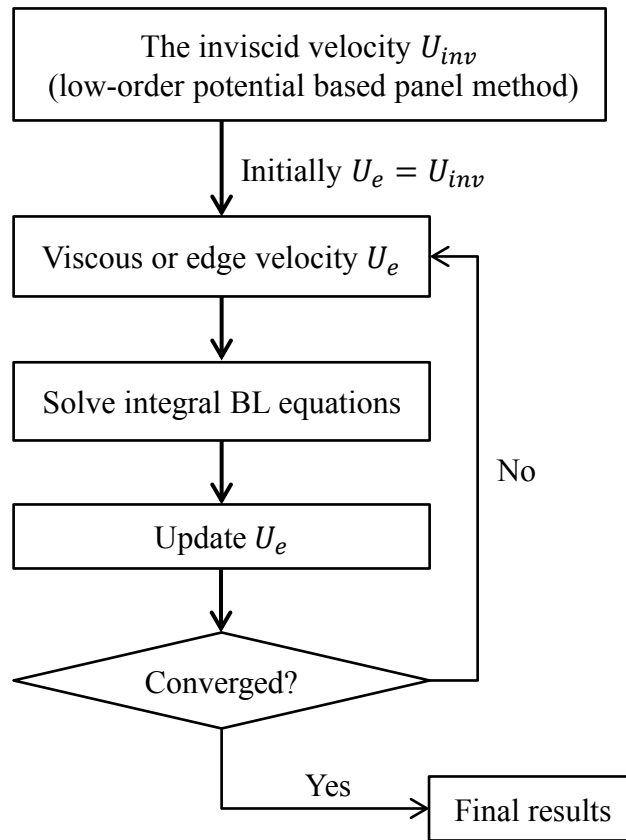 The inviscid velocity U_inv
(low-order potential based panel method)
Initially U_e = U_inv
Viscous or edge velocity U_e
Solve integral BL equations
No
Update U_e
Converged?
Yes
Final results